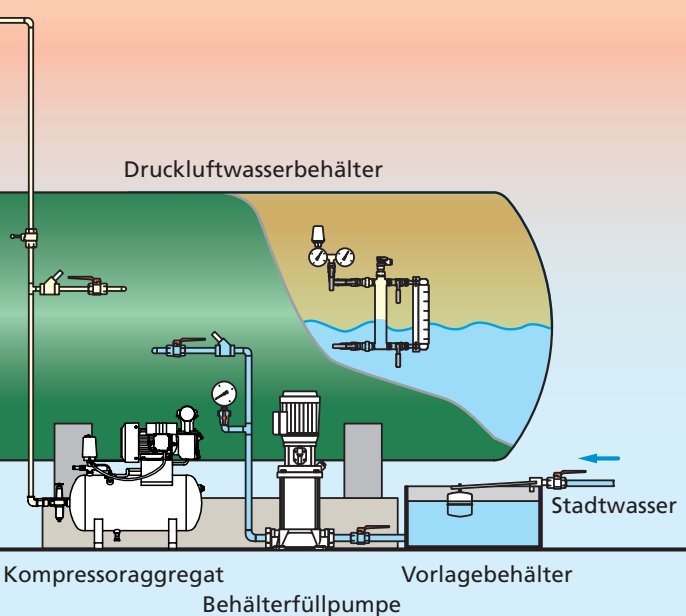 Druckluftwasserbehälter
Stadtwasser
Kompressoraggregat
Vorlagebehälter
Behälterfüllpumpe